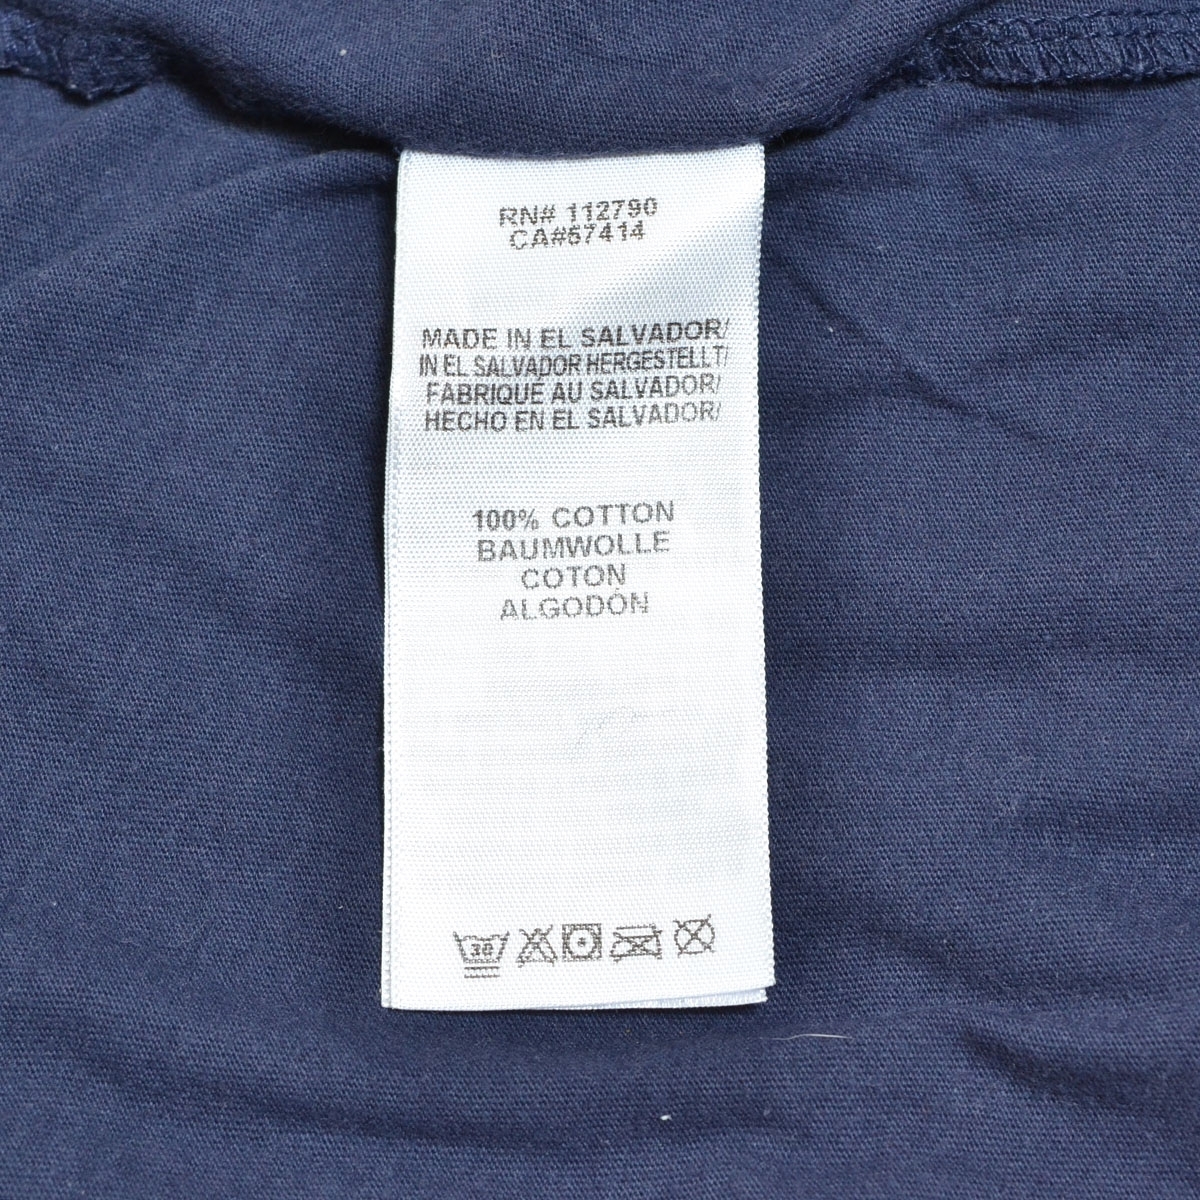 RN# 112790
CA#57414
MADE IN EL SALVADOR/
IN EL SALVADOR HERGESTELLT/
FABRIQUÉ AU SALVADOR/
HECHO EN EL SALVADOR/
100% COTTON
BAUMWOLLE
COTON
ALGODÓN
30